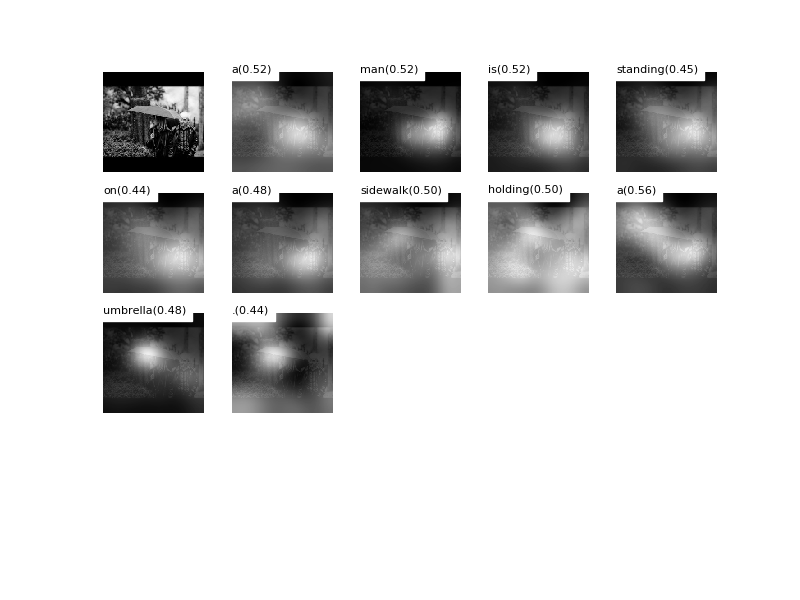 a(0.52) man(0.52) is(0.52) standing(0.45)
on(0.44) a(0.48) sidewalk(0.50) holding(0.50) a(0.56)
umbrella(0.48) .(0.44)